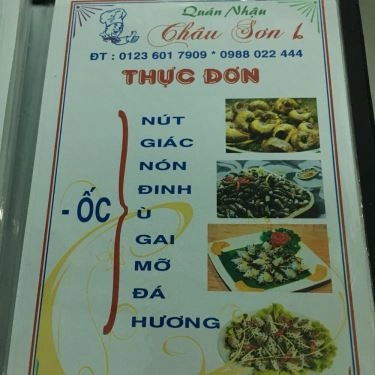 Quán Nhậu
Châu Sơn L
ĐT : 0123 601 7909 * 0988 022 444
THỰC ĐƠN
- ỐC
NÚT
GIÁC
NÓN
ĐINH
Ù
GAI
MỠ
ĐÁ
HƯƠNG